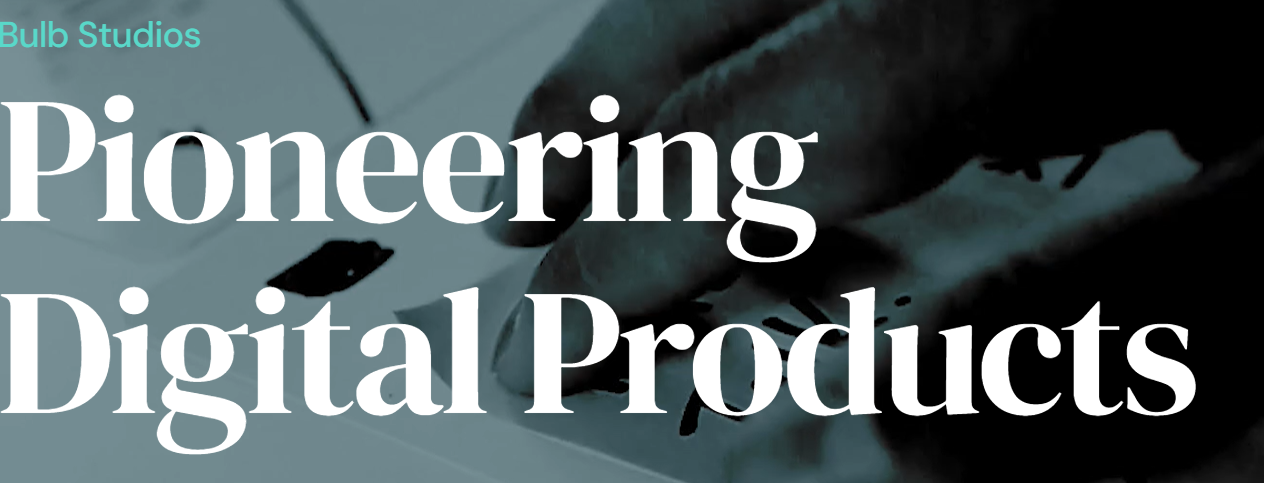 Bulb Studios
Pioneering
Digital Products